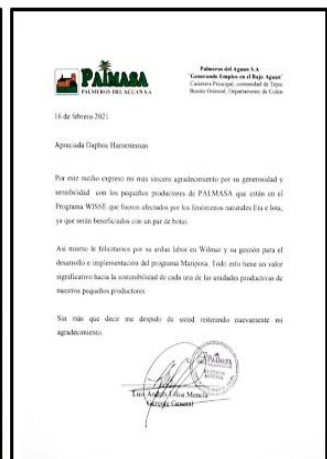 PALMASA
PALMEROS DEL AGUAN S.A
Palmeros del Aguan S.A
"Generando Empleo en el Bajo Aguan"
Carretera Principal, comunidad de Tepic
Bonito Oriental, Departamento de Colón
16 de febrero 2021
Apreciada Daphne
Por este medio expreso mi más sincero agradecimiento por su generosidad y
sensibilidad con los pequeños productores de PALMASA que están en el
Programa WISSE que fueron afectados por los fenómenos naturales Eta e Iota,
ya que serán beneficiados con un par de botas.
Así mismo le felicitamos por su ardua labor en Wilmar y su gestión para el
desarrollo e implementación del programa Mariposa. Todo esto tiene un valor
significativo hacia la sostenibilidad de cada una de las unidades productivas de
nuestros pequeños productores.
Sin más que decir me despido de usted reiterando nuevamente mi
agradecimiento.
PALMASA
GERENCIA
GENERAL
Luis Andrés Mencía
Gerente General